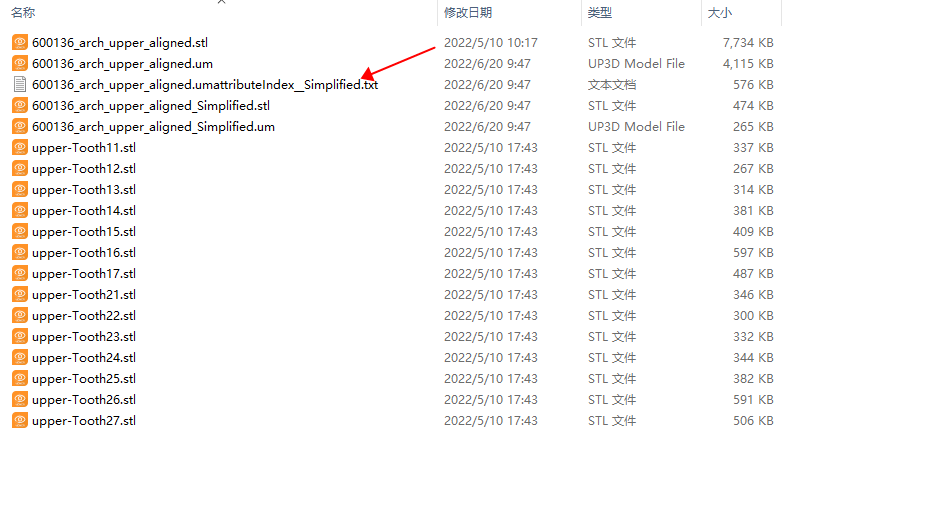 名称 修改日期 类型 大小
600136_arch_upper_aligned.stl 2022/5/10 10:17 STL 文件 7,734 KB
600136_arch_upper_aligned.um 2022/6/20 9:47 UP3D Model File 4,115 KB
600136_arch_upper_aligned.umattributeIndex__Simplified.txt 2022/6/20 9:47 文本文档 576 KB
600136_arch_upper_aligned_Simplified.stl 2022/6/20 9:47 STL 文件 474 KB
600136_arch_upper_aligned_Simplified.um 2022/6/20 9:47 UP3D Model File 265 KB
upper-Tooth11.stl 2022/5/10 17:43 STL 文件 337 KB
upper-Tooth12.stl 2022/5/10 17:43 STL 文件 267 KB
upper-Tooth13.stl 2022/5/10 17:43 STL 文件 314 KB
upper-Tooth14.stl 2022/5/10 17:43 STL 文件 381 KB
upper-Tooth15.stl 2022/5/10 17:43 STL 文件 409 KB
upper-Tooth16.stl 2022/5/10 17:43 STL 文件 597 KB
upper-Tooth17.stl 2022/5/10 17:43 STL 文件 487 KB
upper-Tooth21.stl 2022/5/10 17:43 STL 文件 346 KB
upper-Tooth22.stl 2022/5/10 17:43 STL 文件 300 KB
upper-Tooth23.stl 2022/5/10 17:43 STL 文件 332 KB
upper-Tooth24.stl 2022/5/10 17:43 STL 文件 344 KB
upper-Tooth25.stl 2022/5/10 17:43 STL 文件 382 KB
upper-Tooth26.stl 2022/5/10 17:43 STL 文件 591 KB
upper-Tooth27.stl 2022/5/10 17:43 STL 文件 506 KB